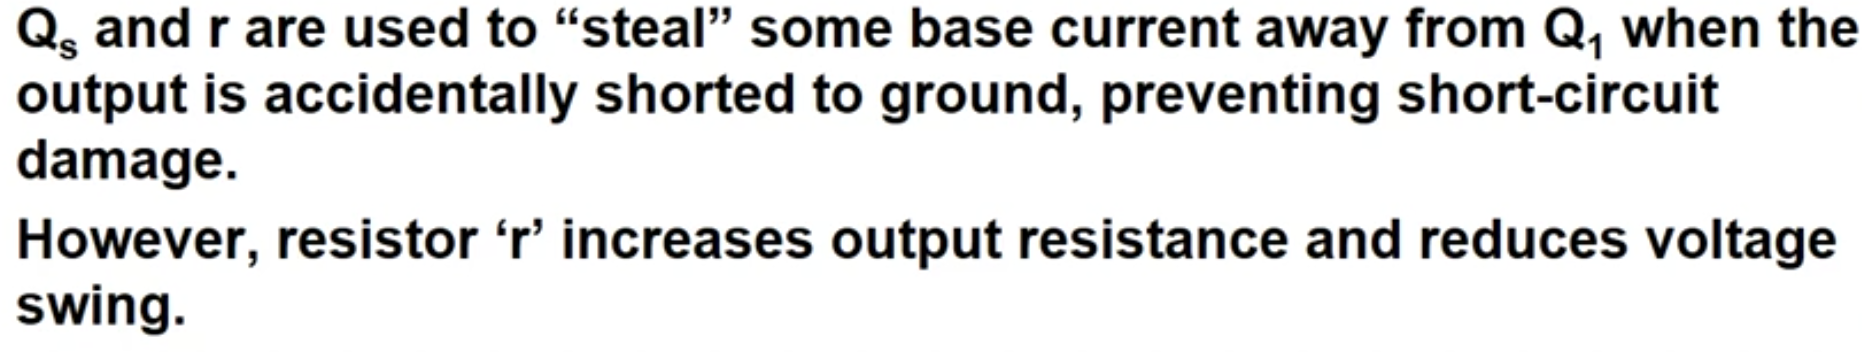 Qs and r are used to “steal” some base current away from Q1 when the
output is accidentally shorted to ground, preventing short-circuit
damage.
However, resistor ‘r’ increases output resistance and reduces voltage
swing.